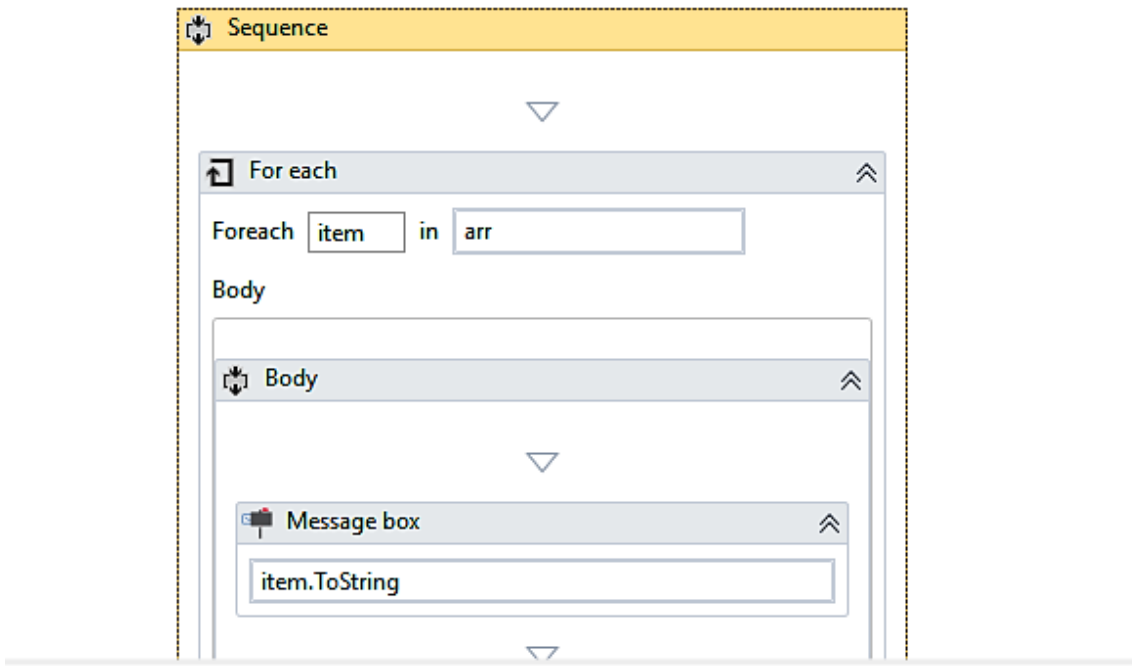 Sequence
For each
Foreach item in arr
Body
Body
Message box
item.ToString